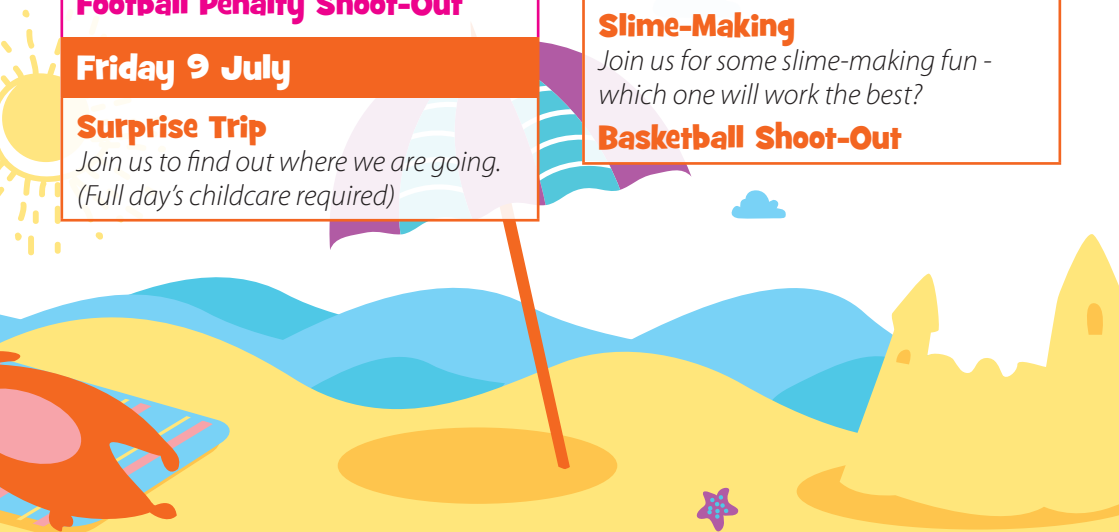 Football Penalty Shoot-Out
Friday 9 July
Surprise Trip
Join us to find out where we are going.
(Full day's childcare required)
Slime-Making
Join us for some slime-making fun -
which one will work the best?
Basketball Shoot-Out